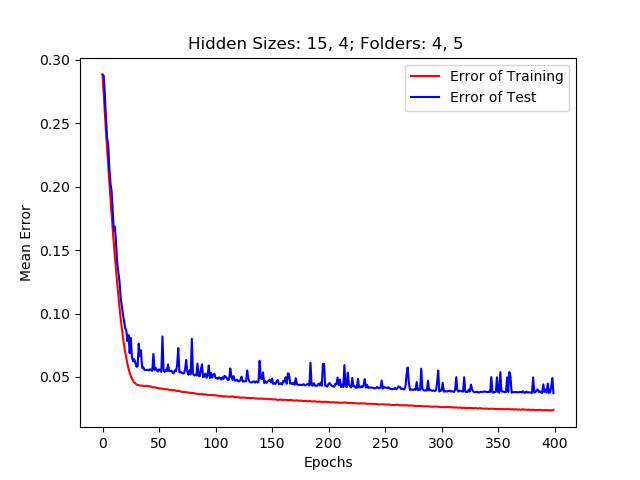 Hidden Sizes: 15, 4; Folders: 4, 5
0.30
0.25
0.20
0.15
0.10
0.05
Mean Error
Error of Training
Error of Test
0 50 100 150 200 250 300 350 400
Epochs